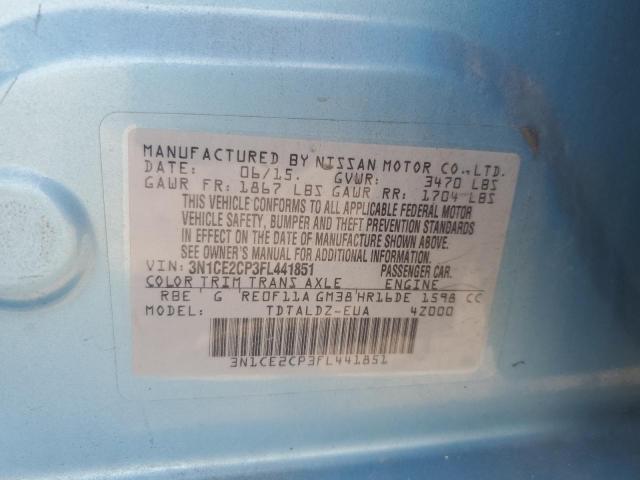 MANUFACTURED BY NISSAN MOTOR CO.,LTD.
DATE: 06/15. GVWR: 3470 LBS
GAWR FR: 1867 LBS GAWR RR: 1704 LBS
THIS VEHICLE CONFORMS TO ALL APPLICABLE FEDERAL MOTOR
VEHICLE SAFETY, BUMPER AND THEFT PREVENTION STANDARDS
IN EFFECT ON THE DATE OF MANUFACTURE SHOWN ABOVE.
SEE OWNER'S MANUAL FOR ADDITIONAL INFORMATION.
VIN: 3N1CE2CP3FL441851 PASSENGER CAR.
COLOR TRIM TRANS AXLE ENGINE
RBE G RE0F11A GM38 HR16DE 1598 CC
MODEL: TDTALDZ-EUA 4Z000
3N1CE2CP3FL441851